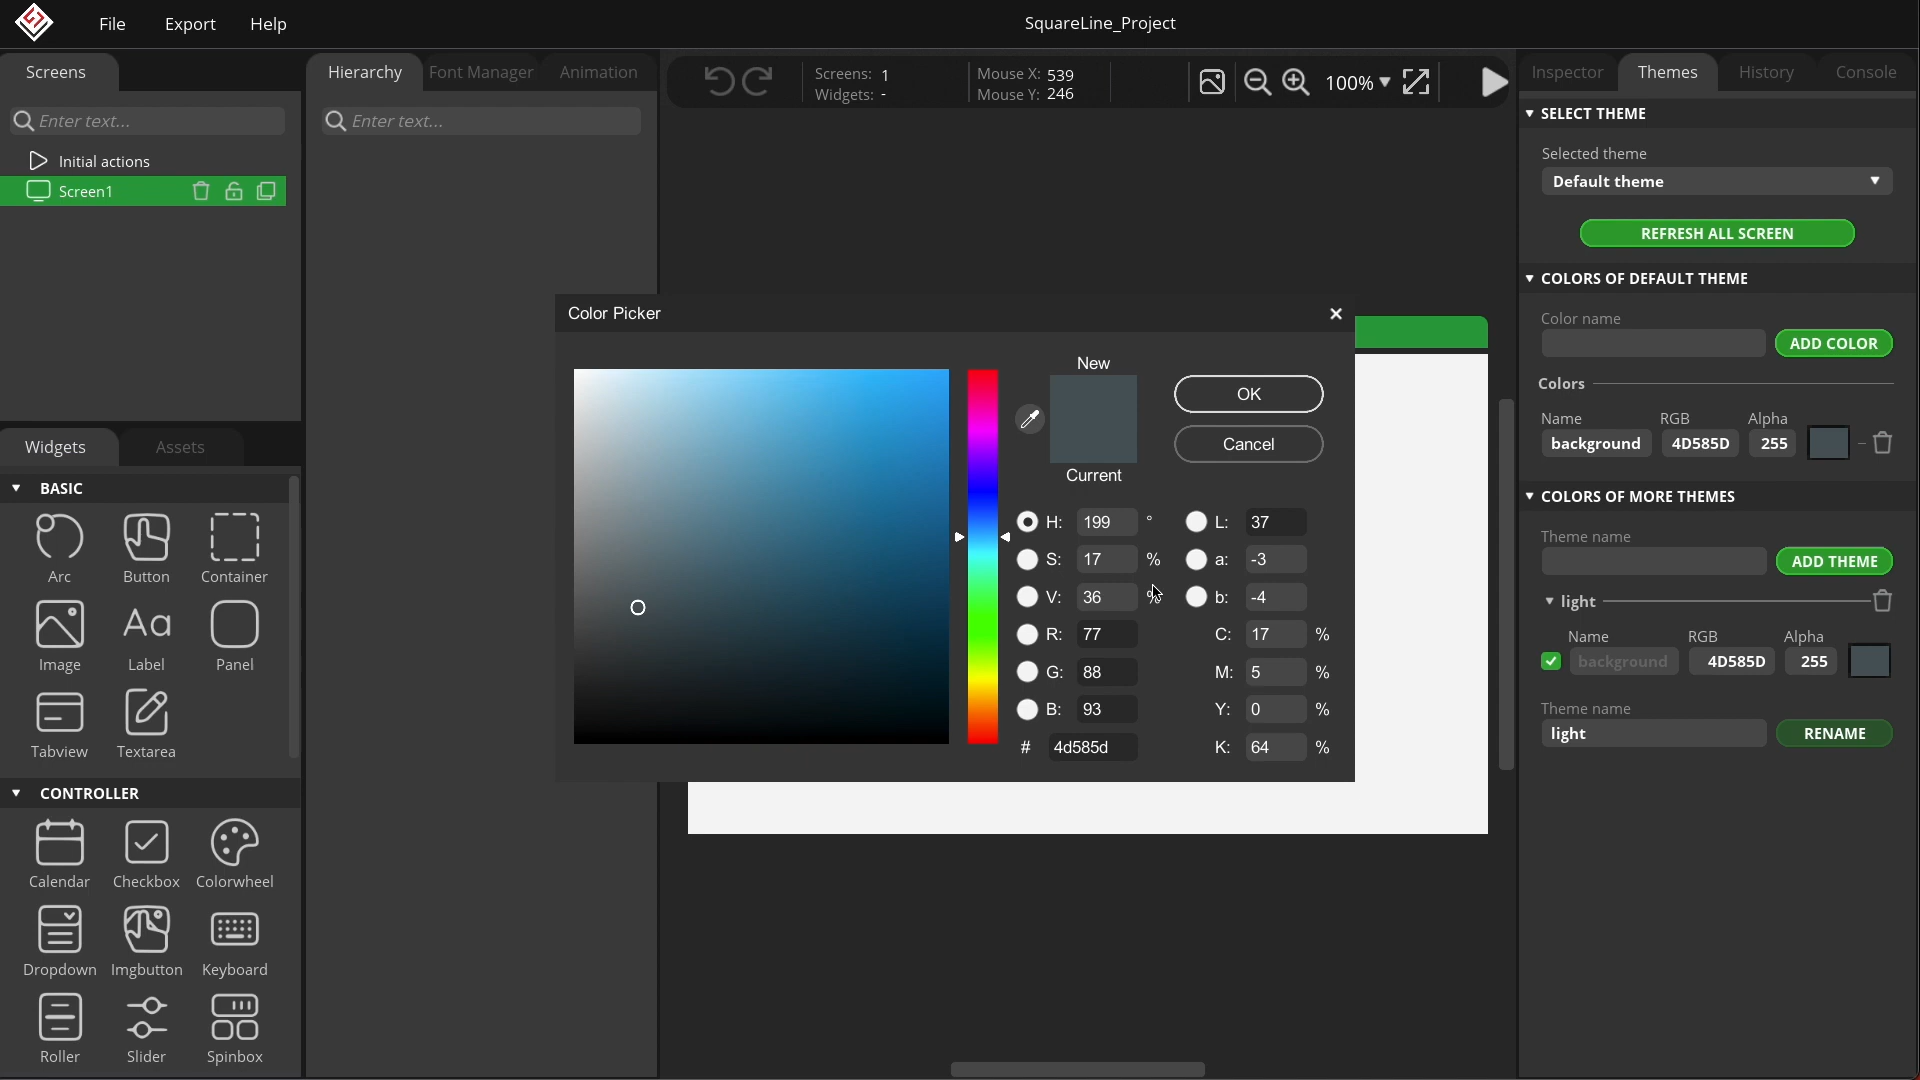 File Export Help SquareLine_Project
Screens
Enter text...
Initial actions
Screen1
Widgets Assets
BASIC
Arc Button Container
Image Label Panel
Tabview Textarea
CONTROLLER
Calendar Checkbox Colorwheel
Dropdown Imgbutton Keyboard
Roller Slider Spinbox
Hierarchy Font Manager Animation
Enter text...
Screens: 1
Widgets: -
Mouse X: 539
Mouse Y: 246
100%
Color Picker
New
Current
OK
Cancel
H: 199 ° L: 37
S: 17 % a: -3
V: 36 % b: -4
R: 77 C: 17 %
G: 88 M: 5 %
B: 93 Y: 0 %
# 4d585d K: 64 %
Inspector Themes History Console
SELECT THEME
Selected theme
Default theme
REFRESH ALL SCREEN
COLORS OF DEFAULT THEME
Color name
ADD COLOR
Colors
Name RGB Alpha
background 4D585D 255 -
COLORS OF MORE THEMES
Theme name
ADD THEME
light
Name RGB Alpha
background 4D585D 255
Theme name
light RENAME